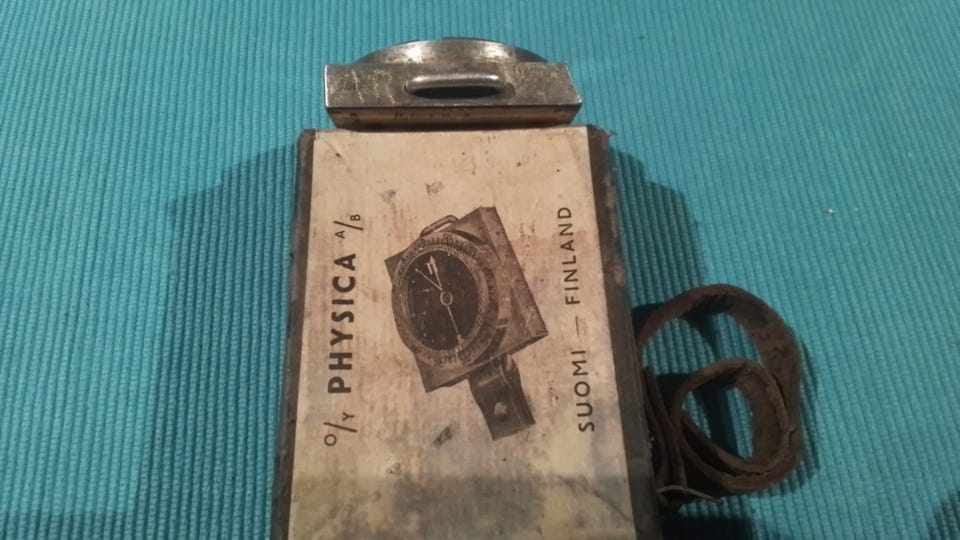 O/Y PHYSICA A/B
SUOMI — FINLAND